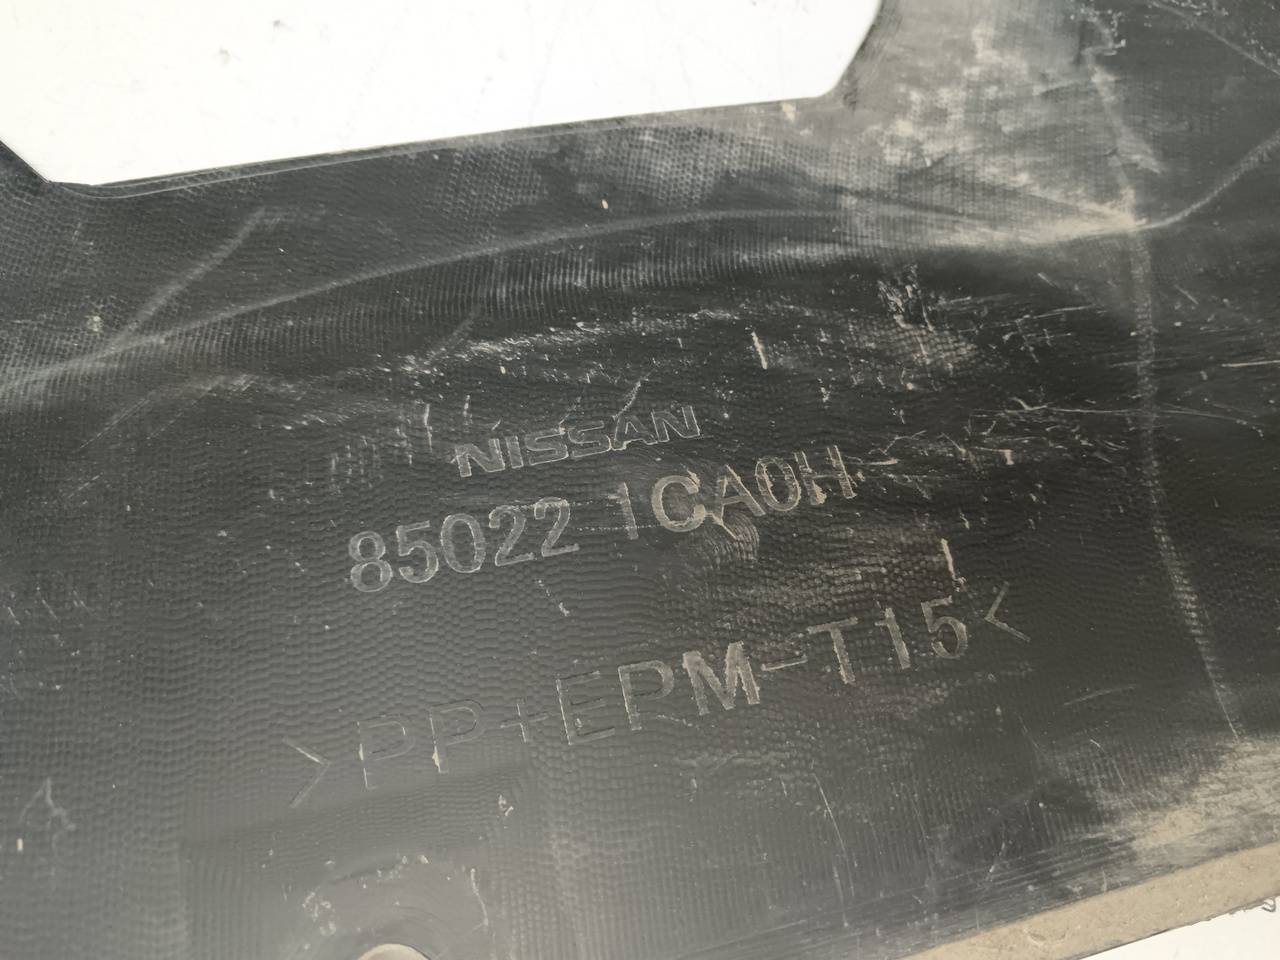 NISSAN
85022 1CA0H
>PP+EPM-T15<